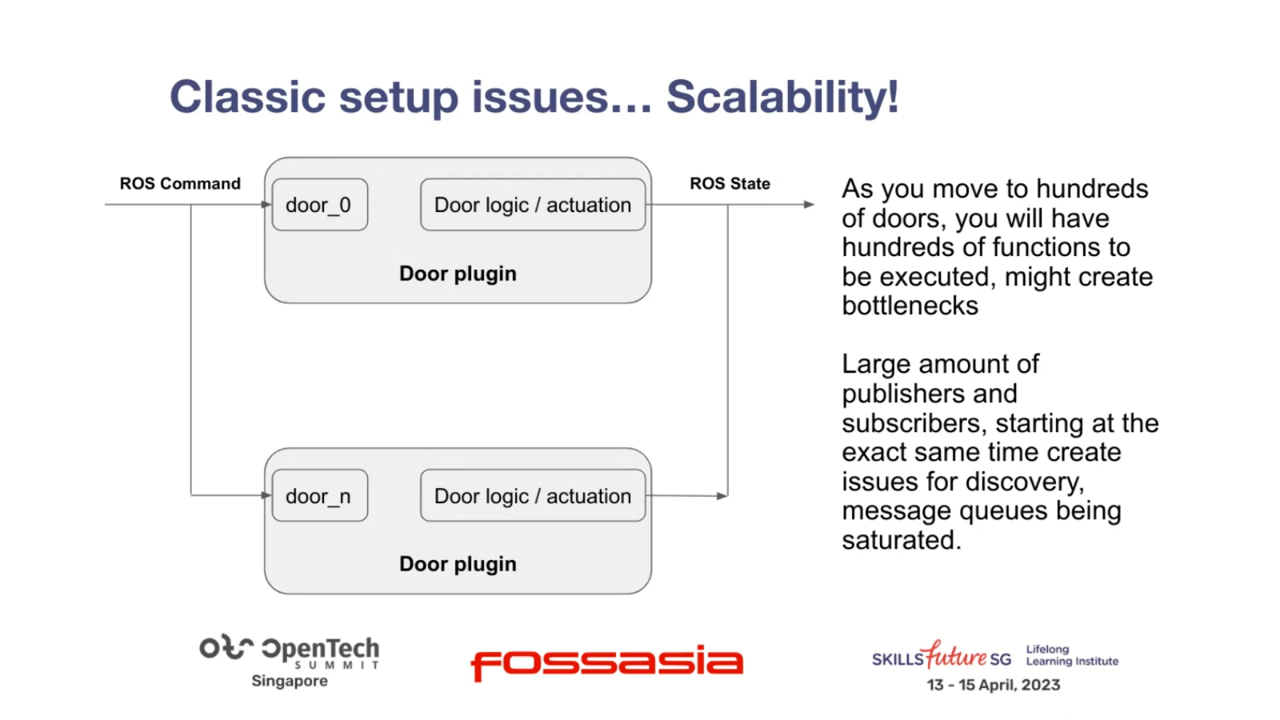 Classic setup issues... Scalability!
ROS Command
door_0
Door logic / actuation
Door plugin
ROS State
door_n
Door logic / actuation
Door plugin
As you move to hundreds
of doors, you will have
hundreds of functions to
be executed, might create
bottlenecks
Large amount of
publishers and
subscribers, starting at the
exact same time create
issues for discovery,
message queues being
saturated.
OpenTech
SUMMIT
Singapore
fossasia
SKILLSfuture SG
Lifelong
Learning Institute
13 - 15 April, 2023